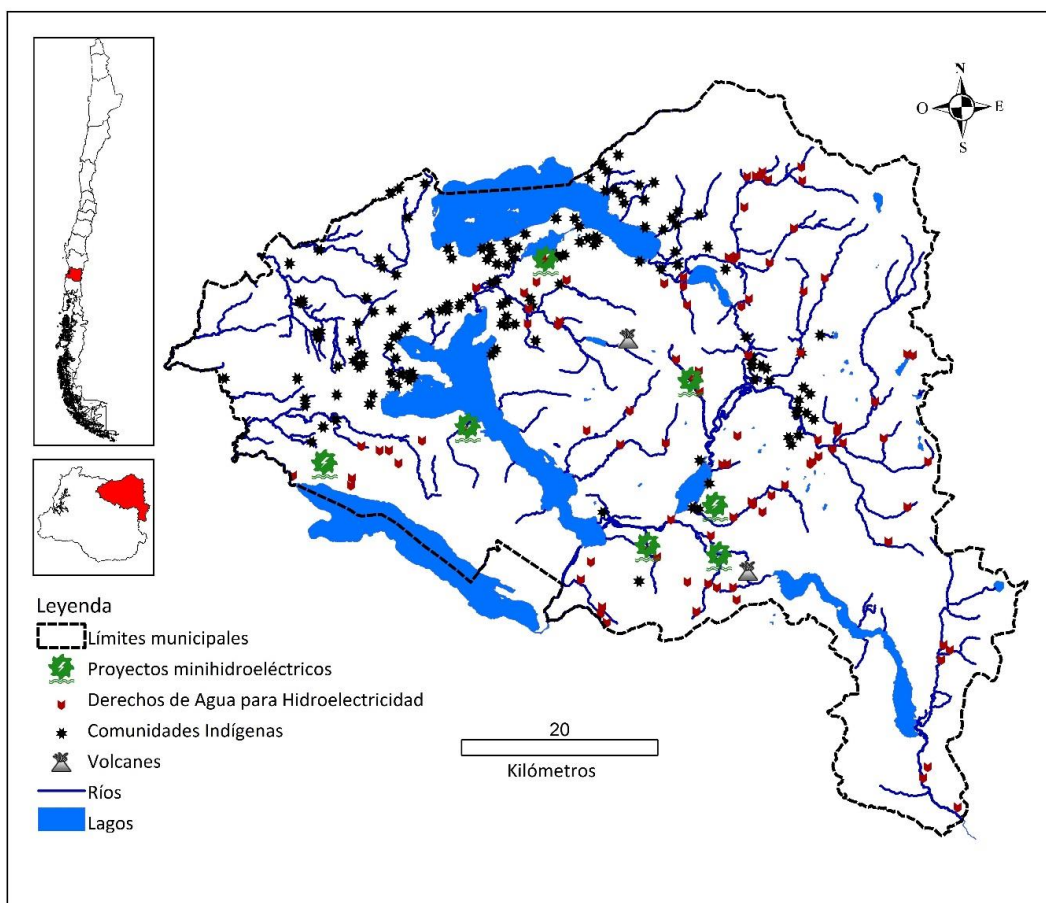 N
O
E
S
Leyenda
Límites municipales
Proyectos minihidroeléctricos
Derechos de Agua para Hidroelectricidad
Comunidades Indígenas
Volcanes
Ríos
Lagos
20
Kilómetros